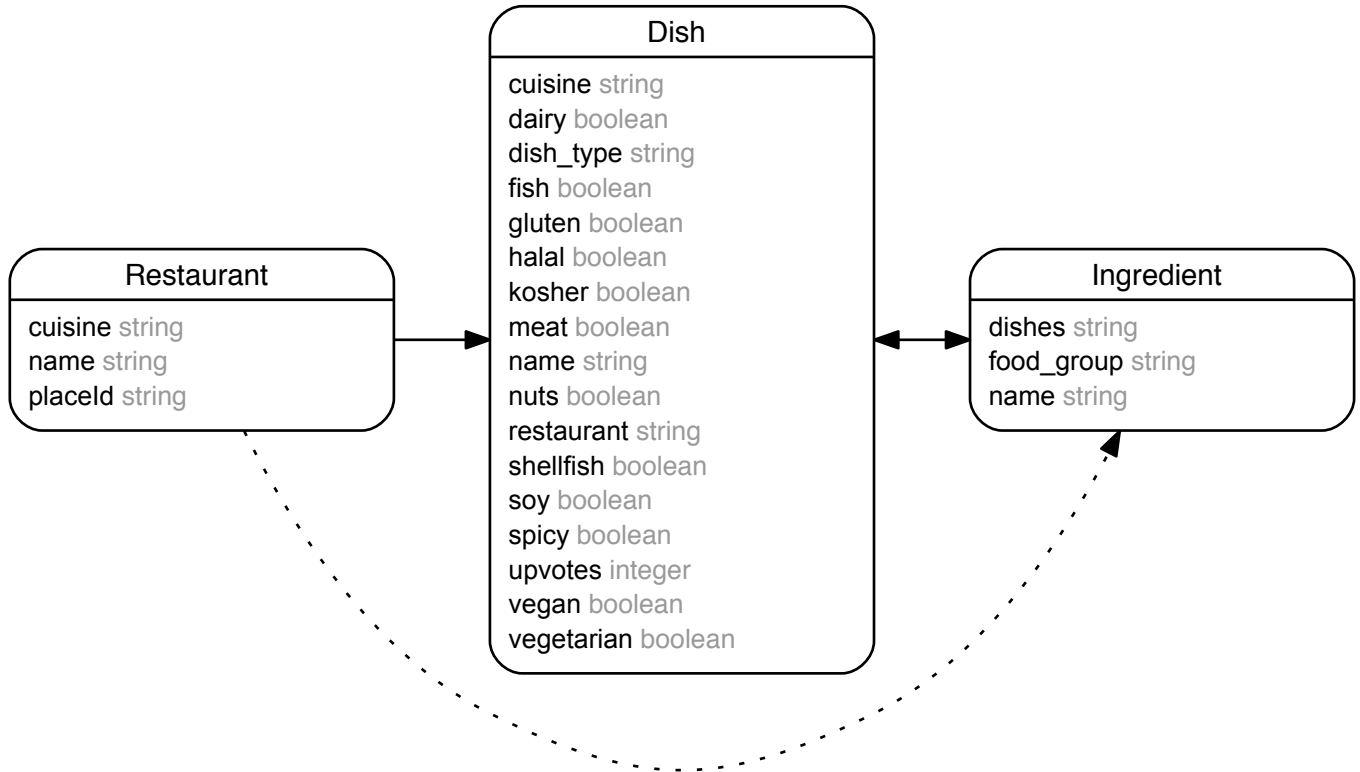 Dish
cuisine string
dairy boolean
dish_type string
fish boolean
gluten boolean
halal boolean
kosher boolean
meat boolean
name string
nuts boolean
restaurant string
shellfish boolean
soy boolean
spicy boolean
upvotes integer
vegan boolean
vegetarian boolean
Restaurant
cuisine string
name string
placeId string
Ingredient
dishes string
food_group string
name string